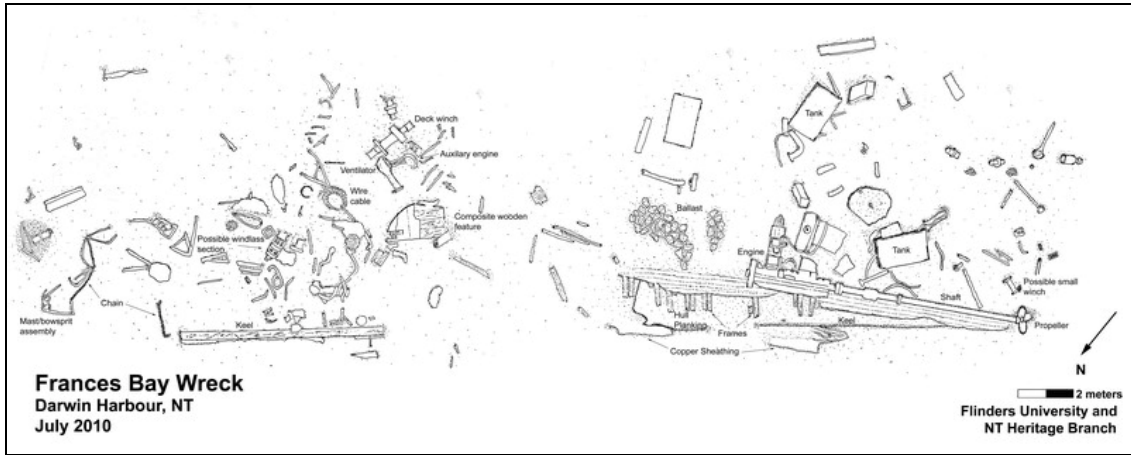 Deck winch
Auxilary engine
Ventilator
Wire
cable
Composite wooden
feature
Possible windlass
section
Chain
Mast/bowsprit
assembly
Keel
Tank
Ballast
Tank
Engine
Possible small
winch
Shaft
Hull
Planking
Frames
Keel
Propeller
Copper Sheathing
Frances Bay Wreck
Darwin Harbour, NT
July 2010
N
2 meters
Flinders University and
NT Heritage Branch